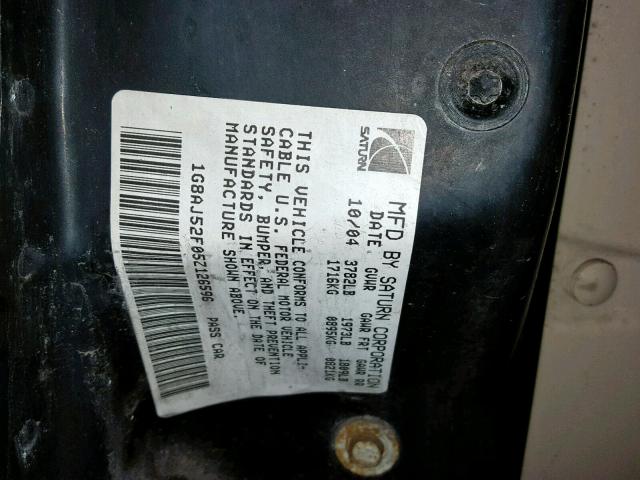 SATURN
MFD BY SATURN CORPORATION
DATE GVWR GAWR FRT GAWR RR
10/04 3782LB 1973LB 1809LB
1716KG 0895KG 0821KG
THIS VEHICLE CONFORMS TO ALL APPLI-
CABLE U.S. FEDERAL MOTOR VEHICLE
SAFETY, BUMPER, AND THEFT PREVENTION
STANDARDS IN EFFECT ON THE DATE OF
MANUFACTURE SHOWN ABOVE.
1G8AJ52F052126696 PASS CAR